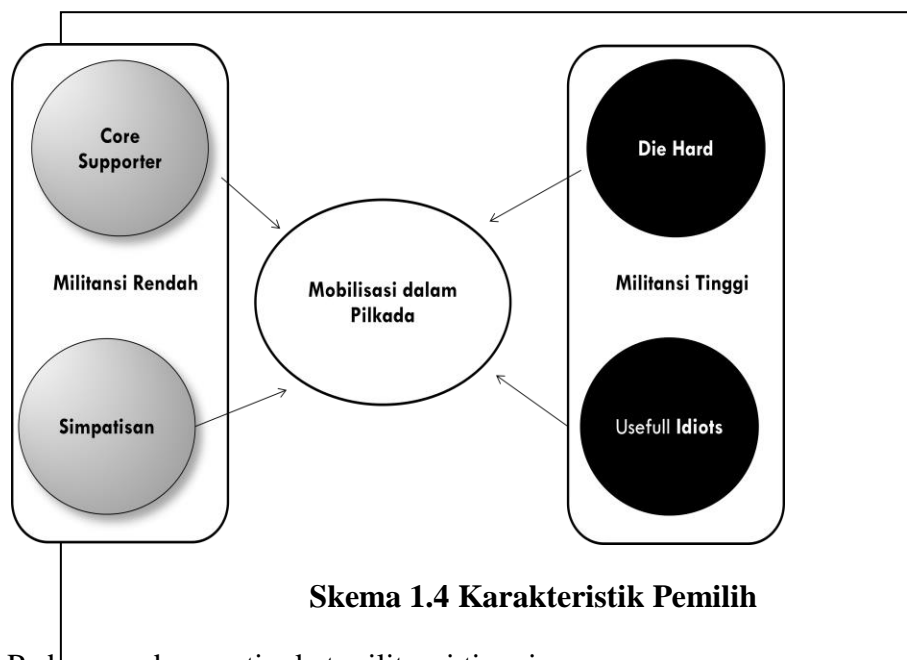 Core
Supporter
Die Hard
Militansi Rendah
Mobilisasi dalam
Pilkada
Militansi Tinggi
Simpatisan
Usefull Idiots
Skema 1.4 Karakteristik Pemilih